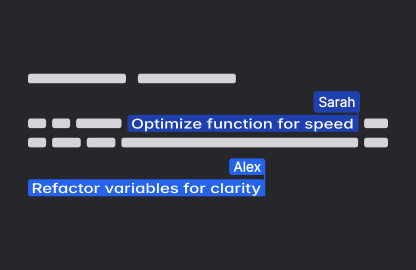 Sarah
Optimize function for speed
Alex
Refactor variables for clarity